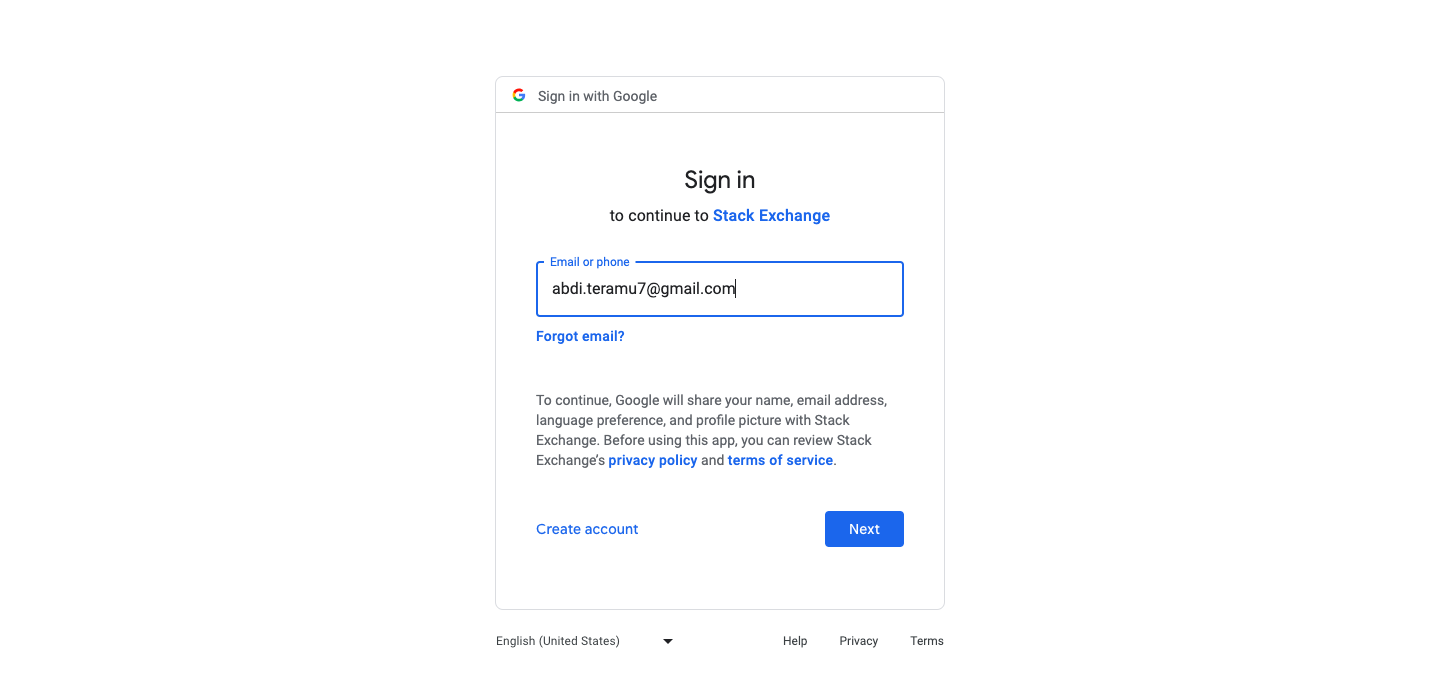 Sign in with Google
Sign in
to continue to Stack Exchange
Email or phone
abdi.teramu7@gmail.com
Forgot email?
To continue, Google will share your name, email address,
language preference, and profile picture with Stack
Exchange. Before using this app, you can review Stack
Exchange’s privacy policy and terms of service.
Create account
Next
English (United States)
Help
Privacy
Terms